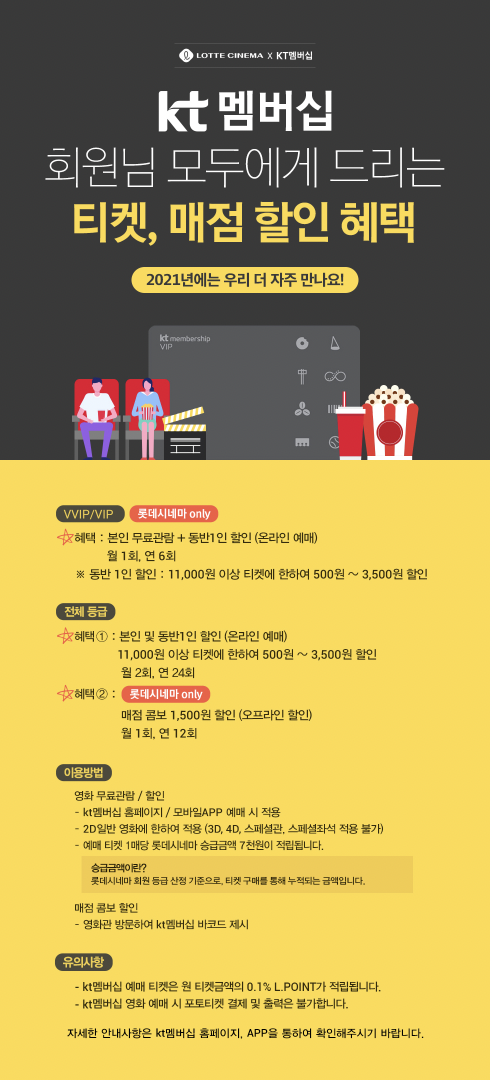 LOTTE CINEMA X KT멤버십
kt 멤버십
회원님 모두에게 드리는
티켓, 매점 할인 혜택
2021년에는 우리 더 자주 만나요!
kt membership
VIP
VVIP/VIP 롯데시네마 only
혜택 : 본인 무료관람 + 동반1인 할인 (온라인 예매)
월 1회, 연 6회
※ 동반 1인 할인 : 11,000원 이상 티켓에 한하여 500원 ~ 3,500원 할인
전체 등급
혜택① : 본인 및 동반1인 할인 (온라인 예매)
11,000원 이상 티켓에 한하여 500원 ~ 3,500원 할인
월 2회, 연 24회
혜택② : 롯데시네마 only
매점 콤보 1,500원 할인 (오프라인 할인)
월 1회, 연 12회
이용방법
영화 무료관람 / 할인
- kt멤버십 홈페이지 / 모바일APP 예매 시 적용
- 2D일반 영화에 한하여 적용 (3D, 4D, 스페셜관, 스페셜좌석 적용 불가)
- 예매 티켓 1매당 롯데시네마 승급금액 7천원이 적립됩니다.
승급금액이란?
롯데시네마 회원 등급 산정 기준으로, 티켓 구매를 통해 누적되는 금액입니다.
매점 콤보 할인
- 영화관 방문하여 kt멤버십 바코드 제시
유의사항
- kt멤버십 예매 티켓은 원 티켓금액의 0.1% L.POINT가 적립됩니다.
- kt멤버십 영화 예매 시 포토티켓 결제 및 출력은 불가합니다.
자세한 안내사항은 kt멤버십 홈페이지, APP을 통하여 확인해주시기 바랍니다.